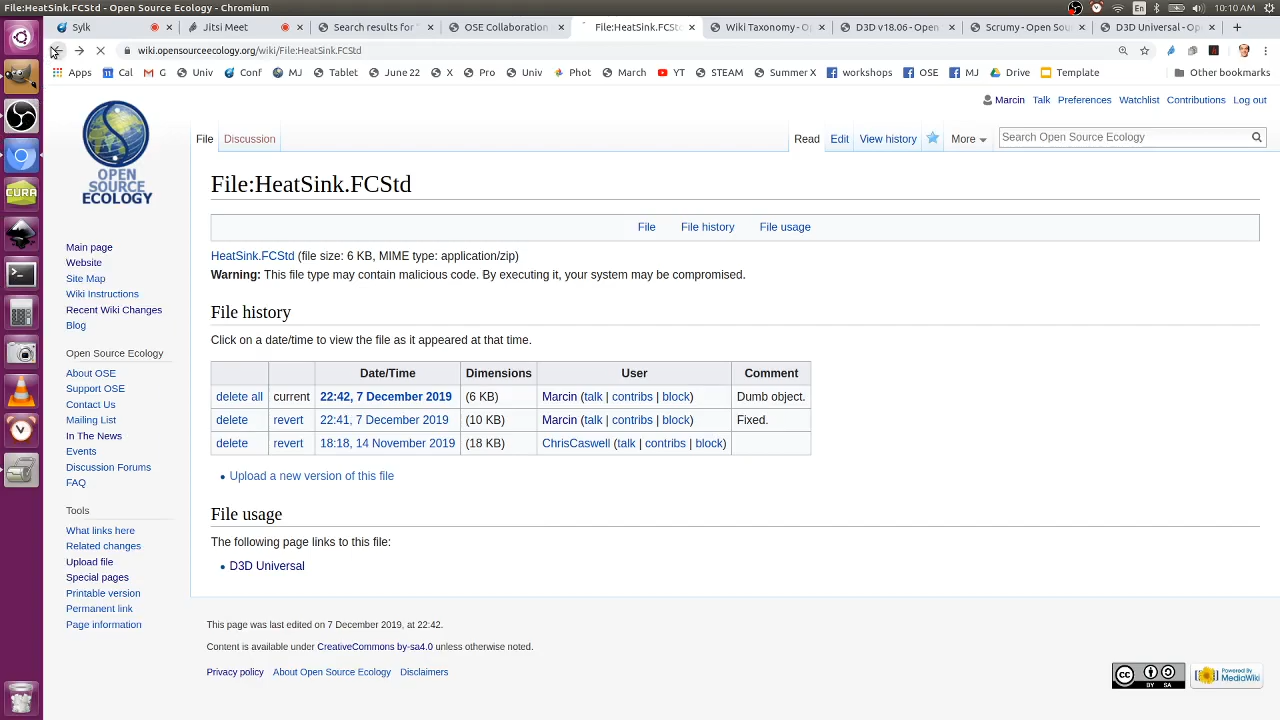 File:HeatSink.FCStd - Open Source Ecology - Chromium
En
10:10 AM
Sylk
Jitsi Meet
Search results for "
OSE Collaboration
File:HeatSink.FCStd
Wiki Taxonomy - O
D3D v18.06 - Open
Scrumy - Open Sou
D3D Universal - Op
wiki.opensourceecology.org/wiki/File:HeatSink.FCStd
Apps
Cal
G
Univ
Conf
MJ
Tablet
June 22
X
Pro
Univ
Phot
March
YT
STEAM
Summer X
workshops
OSE
MJ
Drive
Template
Other bookmarks
Marcin
Talk
Preferences
Watchlist
Contributions
Log out
OPEN
SOURCE
ECOLOGY
File
Discussion
Read
Edit
View history
More
Search Open Source Ecology
CURA
File:HeatSink.FCStd
File
File history
File usage
HeatSink.FCStd (file size: 6 KB, MIME type: application/zip)
Warning: This file type may contain malicious code. By executing it, your system may be compromised.
File history
Click on a date/time to view the file as it appeared at that time.
Date/Time Dimensions User Comment
delete all current 22:42, 7 December 2019 (6 KB) Marcin (talk | contribs | block) Dumb object.
delete revert 22:41, 7 December 2019 (10 KB) Marcin (talk | contribs | block) Fixed.
delete revert 18:18, 14 November 2019 (18 KB) ChrisCaswell (talk | contribs | block)
Upload a new version of this file
File usage
The following page links to this file:
D3D Universal
Main page
Website
Site Map
Wiki Instructions
Recent Wiki Changes
Blog
Open Source Ecology
About OSE
Support OSE
Contact Us
Mailing List
In The News
Events
Discussion Forums
FAQ
Tools
What links here
Related changes
Upload file
Special pages
Printable version
Permanent link
Page information
This page was last edited on 7 December 2019, at 22:42.
Content is available under CreativeCommons by-sa4.0 unless otherwise noted.
Privacy policy
About Open Source Ecology
Disclaimers
cc
BY SA
Powered By
MediaWiki